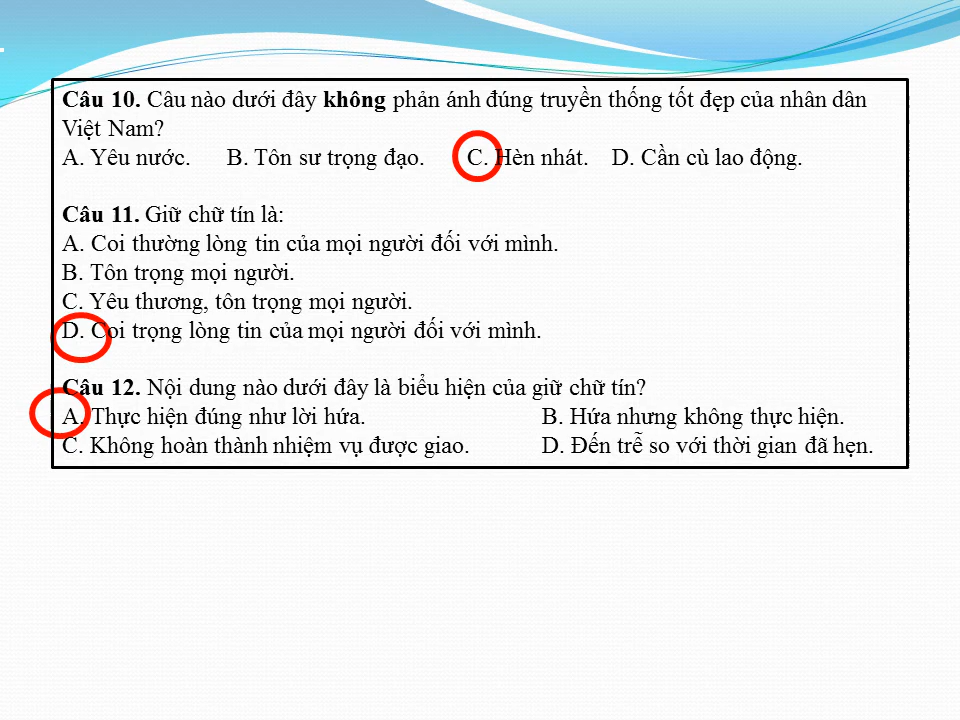 Câu 10. Câu nào dưới đây không phản ánh đúng truyền thống tốt đẹp của nhân dân
Việt Nam?
A. Yêu nước. B. Tôn sư trọng đạo. C. Hèn nhát. D. Cần cù lao động.
Câu 11. Giữ chữ tín là:
A. Coi thường lòng tin của mọi người đối với mình.
B. Tôn trọng mọi người.
C. Yêu thương, tôn trọng mọi người.
D. Coi trọng lòng tin của mọi người đối với mình.
Câu 12. Nội dung nào dưới đây là biểu hiện của giữ chữ tín?
A. Thực hiện đúng như lời hứa. B. Hứa nhưng không thực hiện.
C. Không hoàn thành nhiệm vụ được giao. D. Đến trễ so với thời gian đã hẹn.